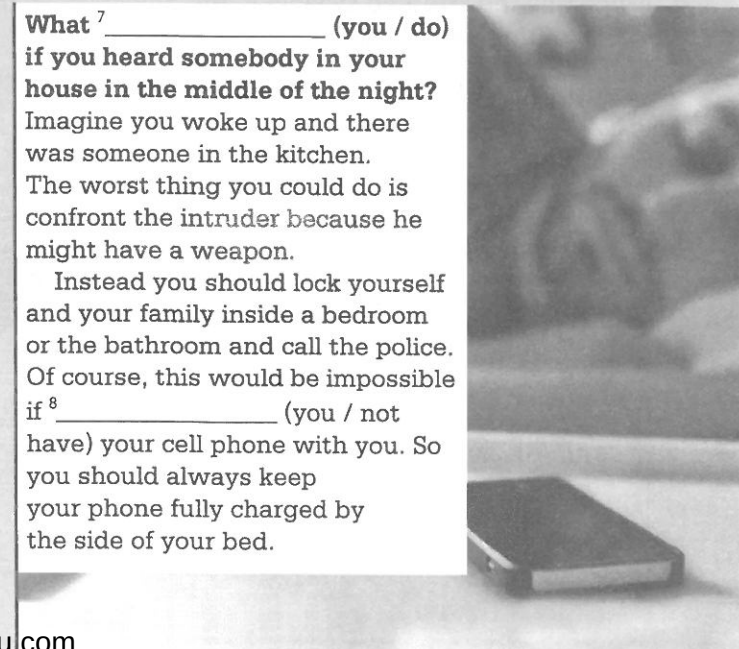 What ⁷______________ (you / do)
if you heard somebody in your
house in the middle of the night?
Imagine you woke up and there
was someone in the kitchen.
The worst thing you could do is
confront the intruder because he
might have a weapon.
Instead you should lock yourself
and your family inside a bedroom
or the bathroom and call the police.
Of course, this would be impossible
if ⁸______________ (you / not
have) your cell phone with you. So
you should always keep
your phone fully charged by
the side of your bed.
u.com